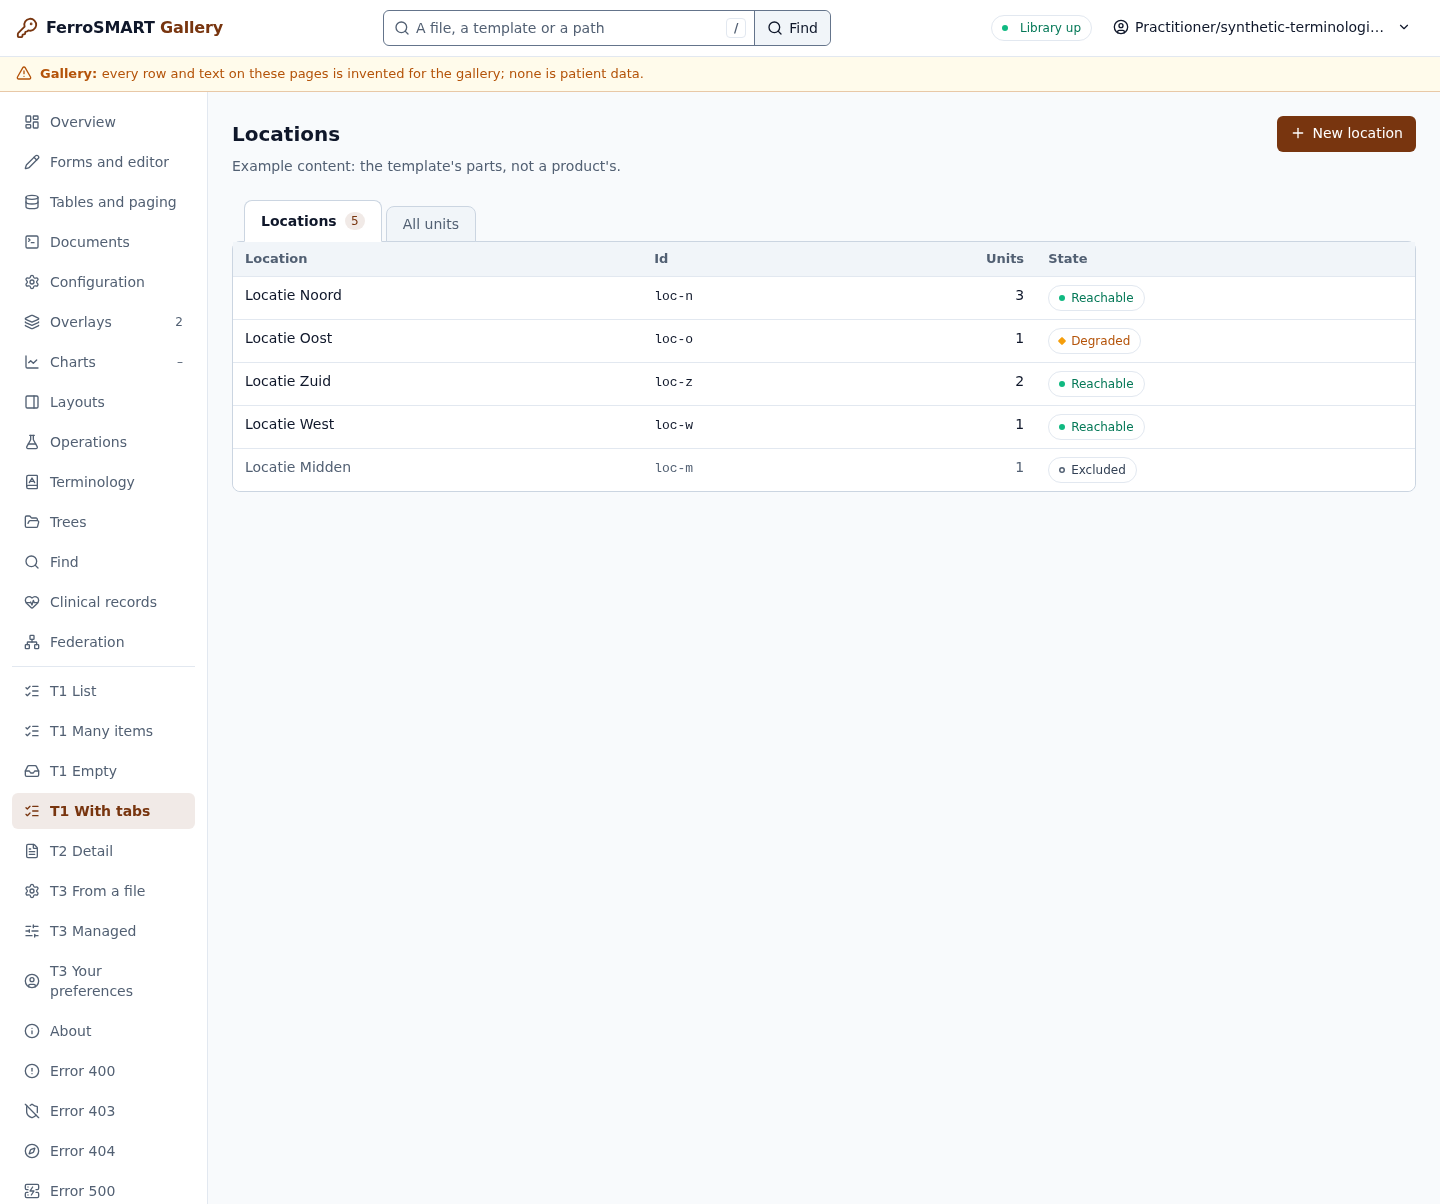 FerroSMART Gallery
A file, a template or a path
/
Find
Library up
Practitioner/synthetic-terminologi...
Gallery: every row and text on these pages is invented for the gallery; none is patient data.
Overview
Forms and editor
Tables and paging
Documents
Configuration
Overlays 2
Charts –
Layouts
Operations
Terminology
Trees
Find
Clinical records
Federation
T1 List
T1 Many items
T1 Empty
T1 With tabs
T2 Detail
T3 From a file
T3 Managed
T3 Your
preferences
About
Error 400
Error 403
Error 404
Error 500
Locations
New location
Example content: the template's parts, not a product's.
Locations 5
All units
Location Id Units State
Locatie Noord loc-n 3 Reachable
Locatie Oost loc-o 1 Degraded
Locatie Zuid loc-z 2 Reachable
Locatie West loc-w 1 Reachable
Locatie Midden loc-m 1 Excluded